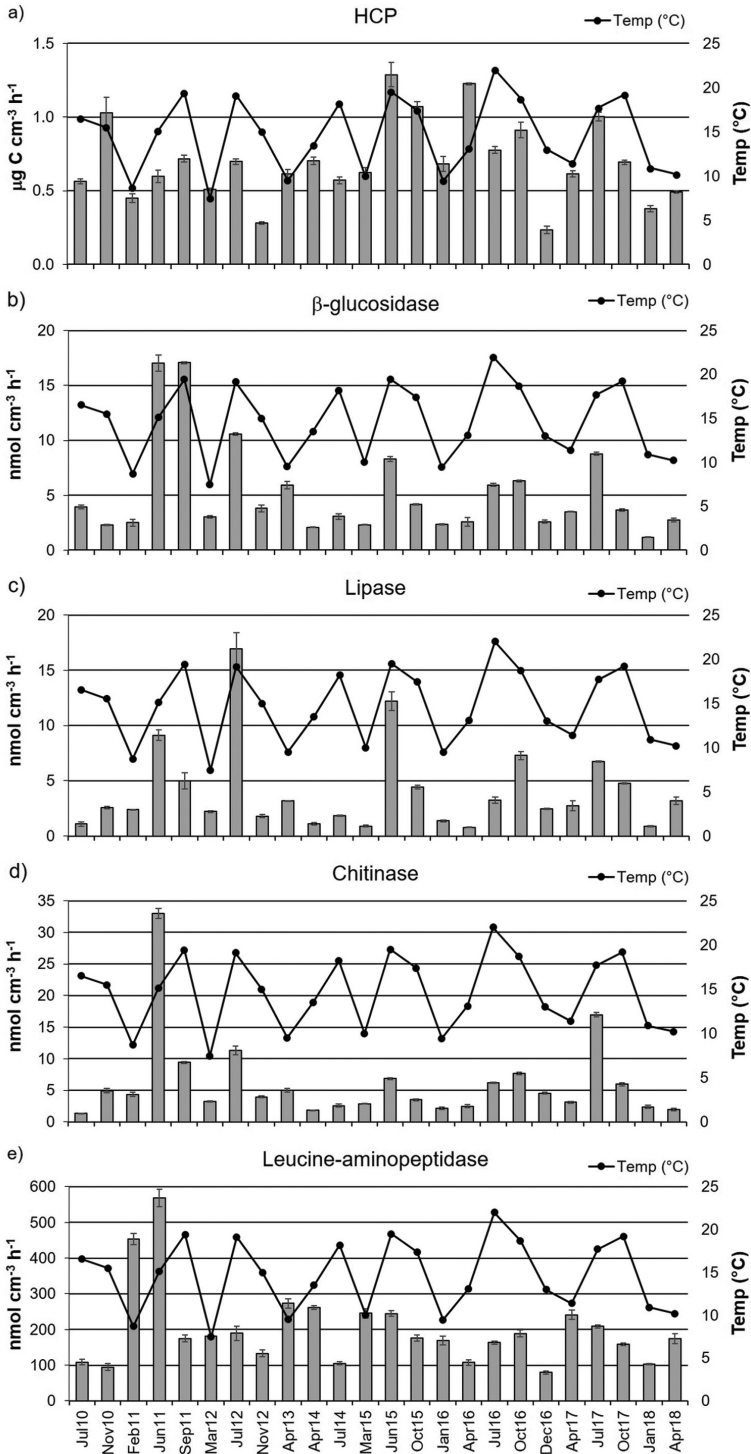 a)
HCP
Temp (°C)
1.5
1.0
0.5
0.0
µg C cm⁻³ h⁻¹
25
20
15
10
5
0
Temp (°C)
b)
β-glucosidase
Temp (°C)
20
15
10
5
0
nmol cm⁻³ h⁻¹
25
20
15
10
5
0
Temp (°C)
c)
Lipase
Temp (°C)
20
15
10
5
0
nmol cm⁻³ h⁻¹
25
20
15
10
5
0
Temp (°C)
d)
Chitinase
Temp (°C)
35
30
25
20
15
10
5
0
nmol cm⁻³ h⁻¹
25
20
15
10
5
0
Temp (°C)
e)
Leucine-aminopeptidase
Temp (°C)
600
500
400
300
200
100
0
nmol cm⁻³ h⁻¹
25
20
15
10
5
0
Temp (°C)
Jul10
Nov10
Feb11
Jun11
Sep11
Mar12
Jul12
Nov12
Apr13
Apr14
Jul14
Mar15
Jun15
Oct15
Jan16
Apr16
Jul16
Oct16
Dec16
Apr17
Jul17
Oct17
Jan18
Apr18